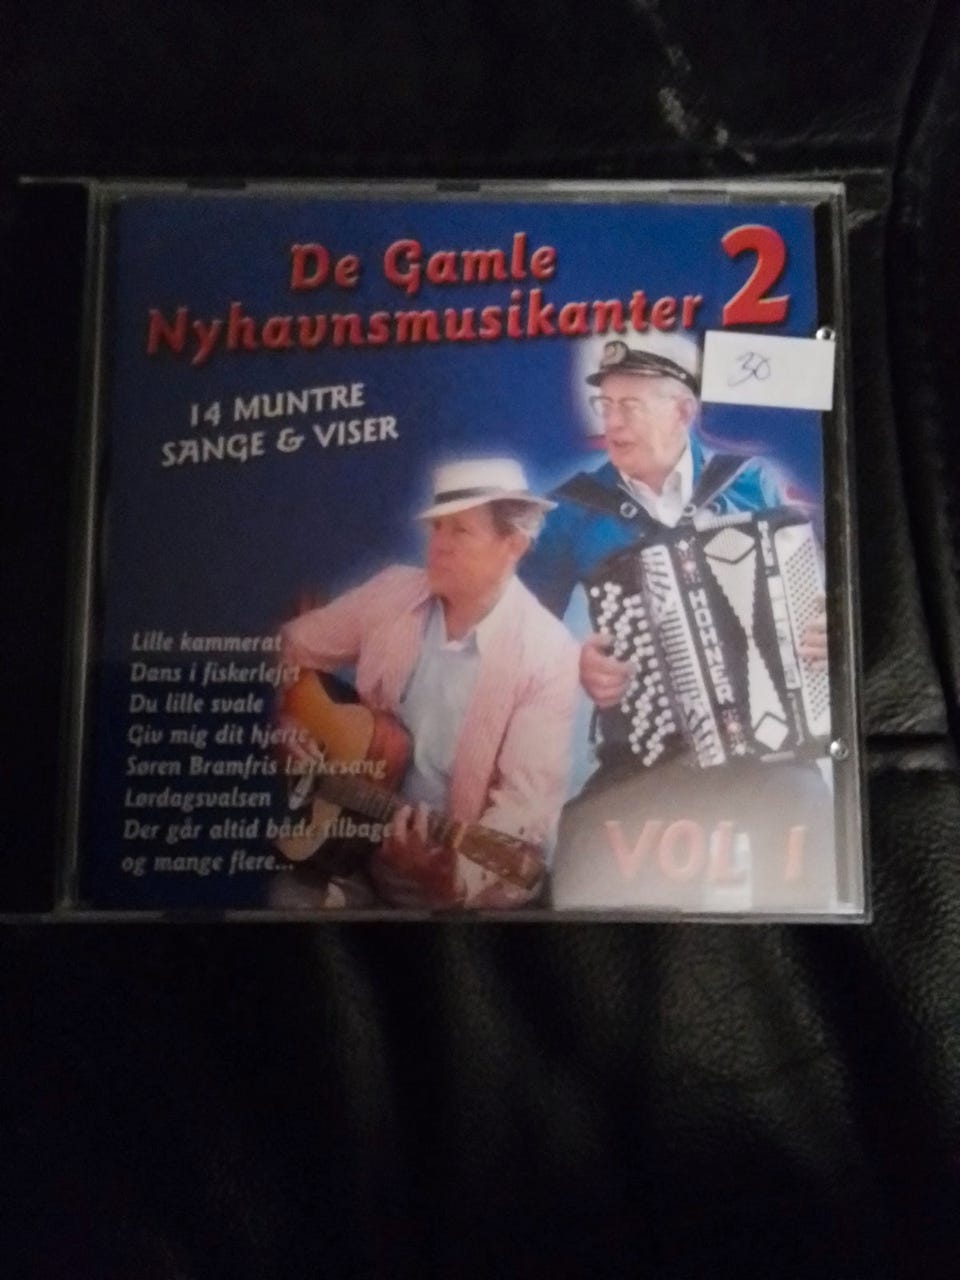 De Gamle
Nyhavnsmusikanter 2
30
14 MUNTRE
SANGE & VISER
HOHNER
Lille kammerat
Dans i fiskerlejet
Du lille svale
Giv mig dit hjerte
Søren Bramfris lærkesang
Lørdagsvalsen
Der går altid både tilbage
og mange flere...
VOL 1